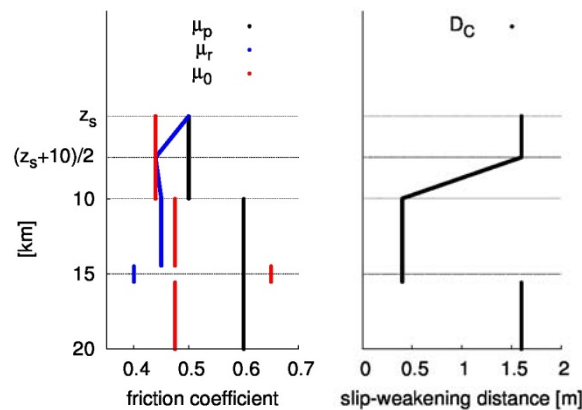 μp
μr
μ0
DC
zs
(zs+10)/2
10
15
20
[km]
0.4 0.5 0.6 0.7
0 0.5 1 1.5 2
friction coefficient
slip-weakening distance [m]